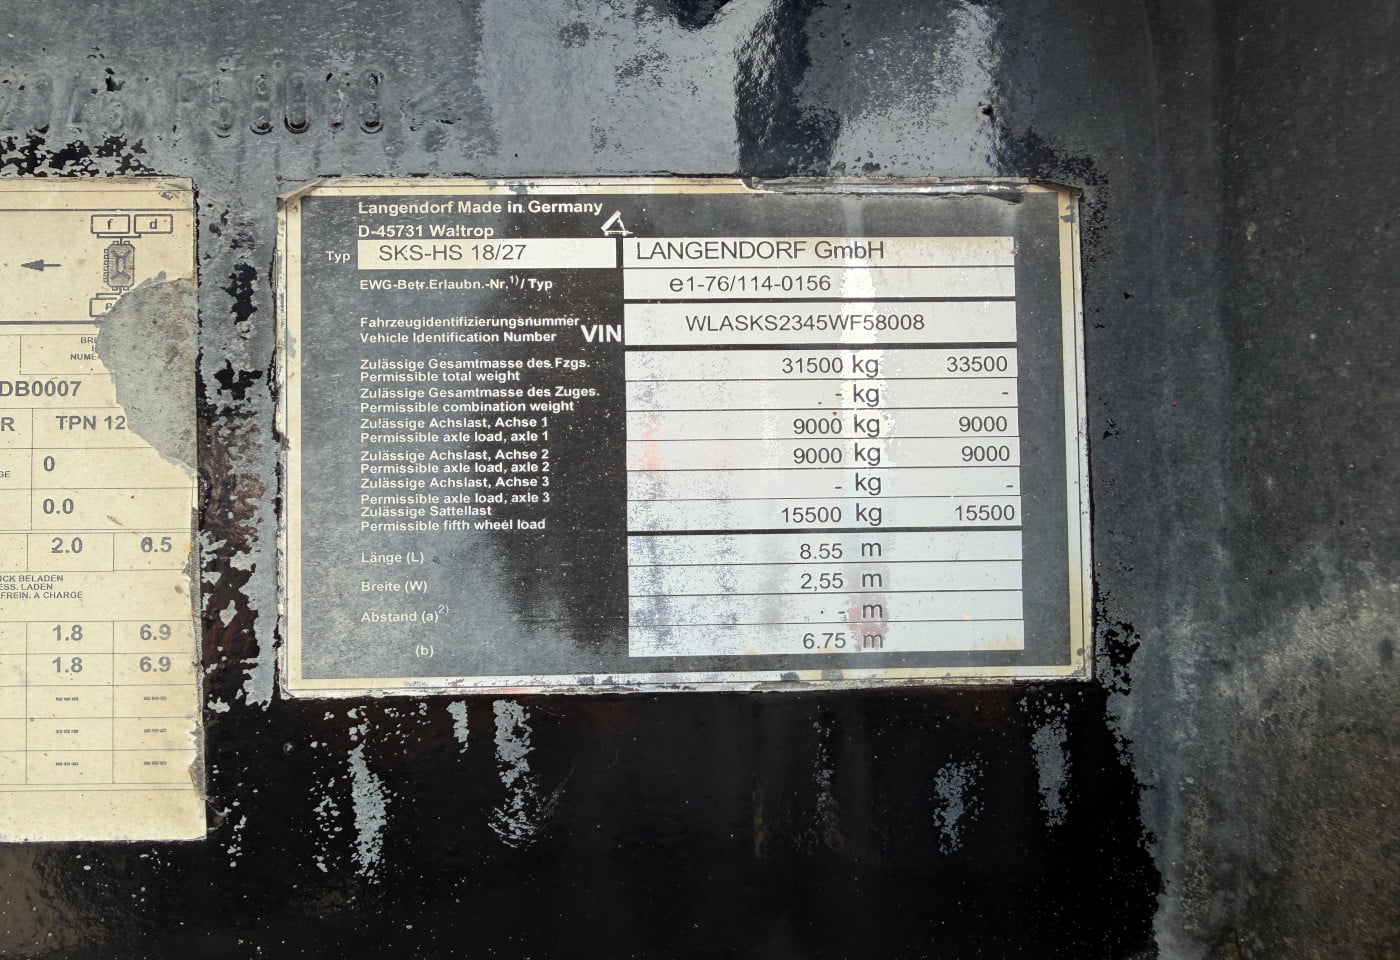 58008
Langendorf Made in Germany
D-45731 Waltrop
Typ SKS-HS 18/27 LANGENDORF GmbH
EWG-Betr.Erlaubn.-Nr.1)/ Typ e1-76/114-0156
Fahrzeugidentifizierungsnummer
Vehicle Identification Number VIN WLASKS2345WF58008
Zulässige Gesamtmasse des Fzgs.
Permissible total weight 31500 kg 33500
Zulässige Gesamtmasse des Zuges.
Permissible combination weight - kg -
Zulässige Achslast, Achse 1
Permissible axle load, axle 1 9000 kg 9000
Zulässige Achslast, Achse 2
Permissible axle load, axle 2 9000 kg 9000
Zulässige Achslast, Achse 3
Permissible axle load, axle 3 - kg -
Zulässige Sattellast
Permissible fifth wheel load 15500 kg 15500
Länge (L) 8.55 m
Breite (W) 2,55 m
Abstand (a)2) - m
(b) 6.75 m
f d
DB0007
R TPN 12
0
0.0
2.0 6.5
BELADEN
LADEN
FREIN. A CHARGE
1.8 6.9
1.8 6.9
--- ---
--- ---
--- ---